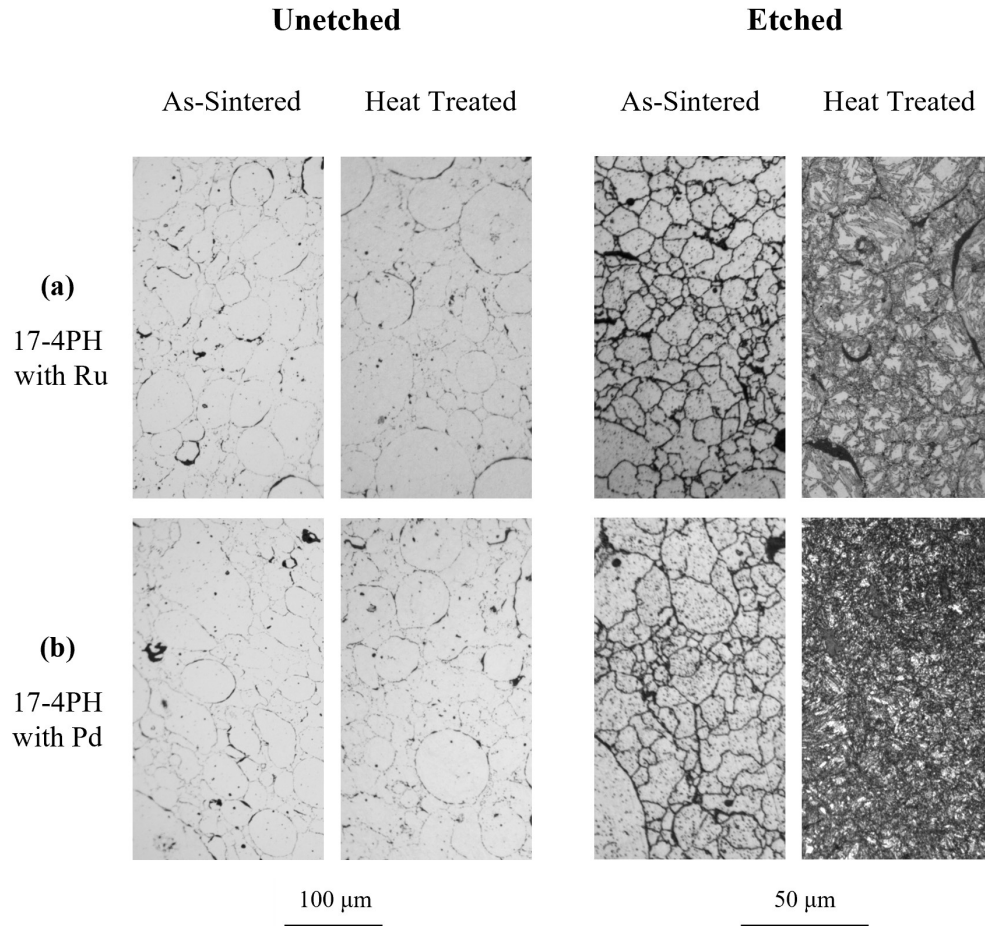 Unetched
Etched
As-Sintered
Heat Treated
As-Sintered
Heat Treated
(a)
17-4PH
with Ru
(b)
17-4PH
with Pd
100 μm
50 μm